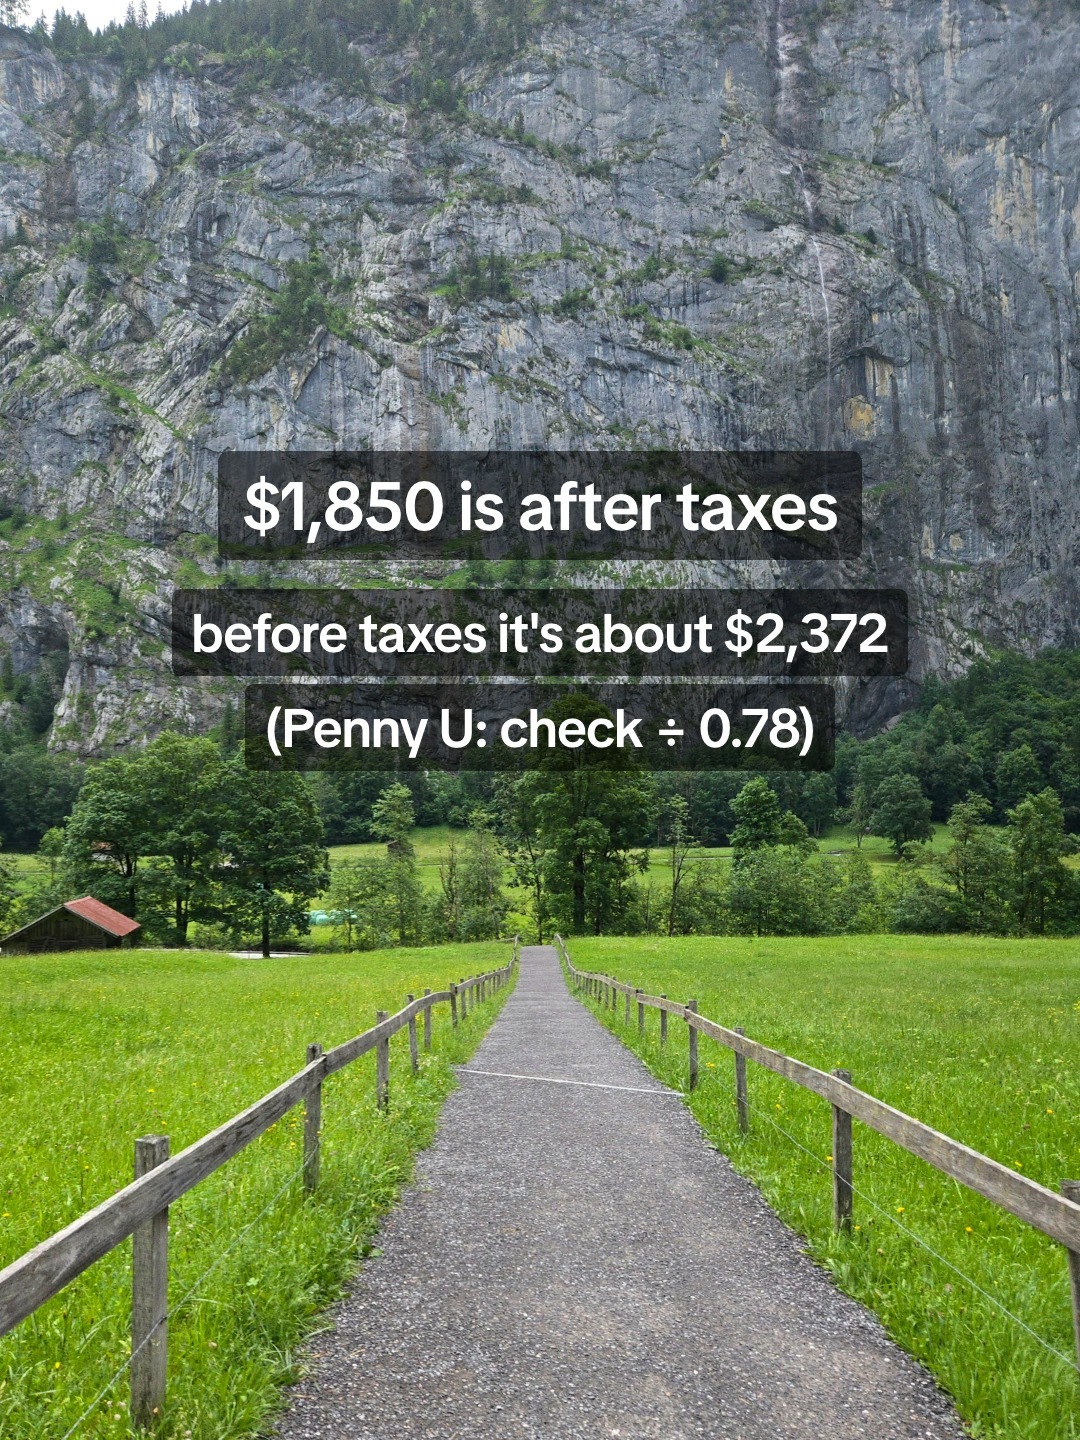 $1,850 is after taxes
before taxes it's about $2,372
(Penny U: check ÷ 0.78)